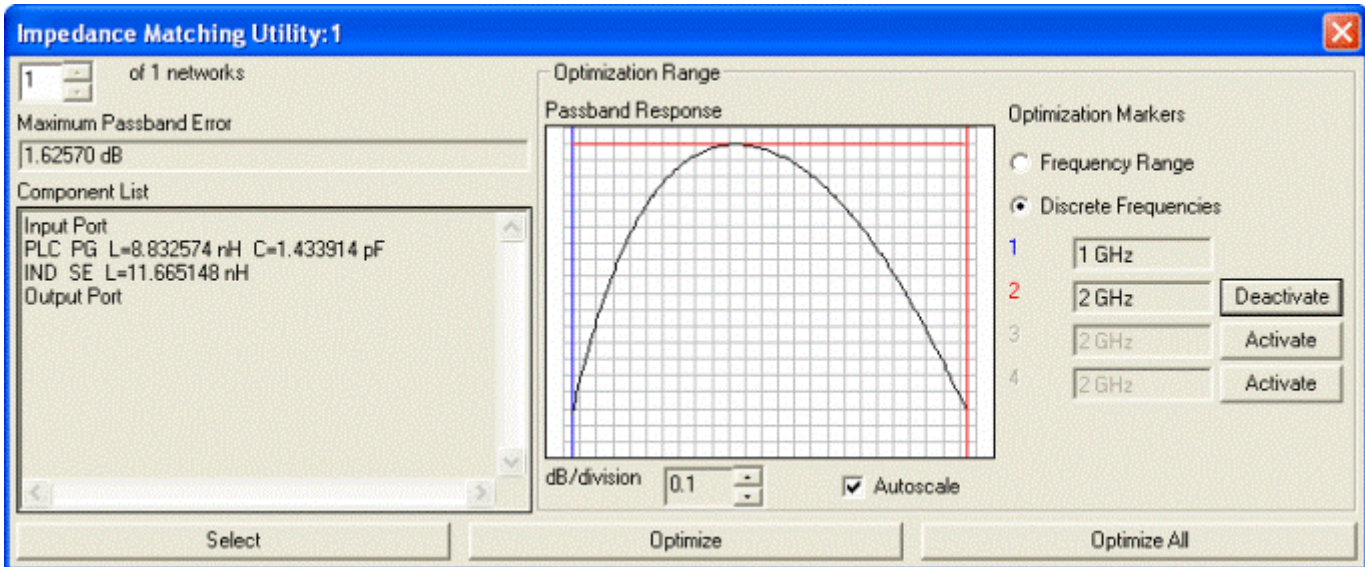 Impedance Matching Utility:1
1 of 1 networks
Maximum Passband Error
1.62570 dB
Component List
Input Port
PLC PG L=8.832574 nH C=1.433914 pF
IND SE L=11.665148 nH
Output Port
Optimization Range
Passband Response
dB/division 0.1 Autoscale
Optimization Markers
Frequency Range
Discrete Frequencies
1 1 GHz
2 2 GHz Deactivate
3 2 GHz Activate
4 2 GHz Activate
Select Optimize Optimize All